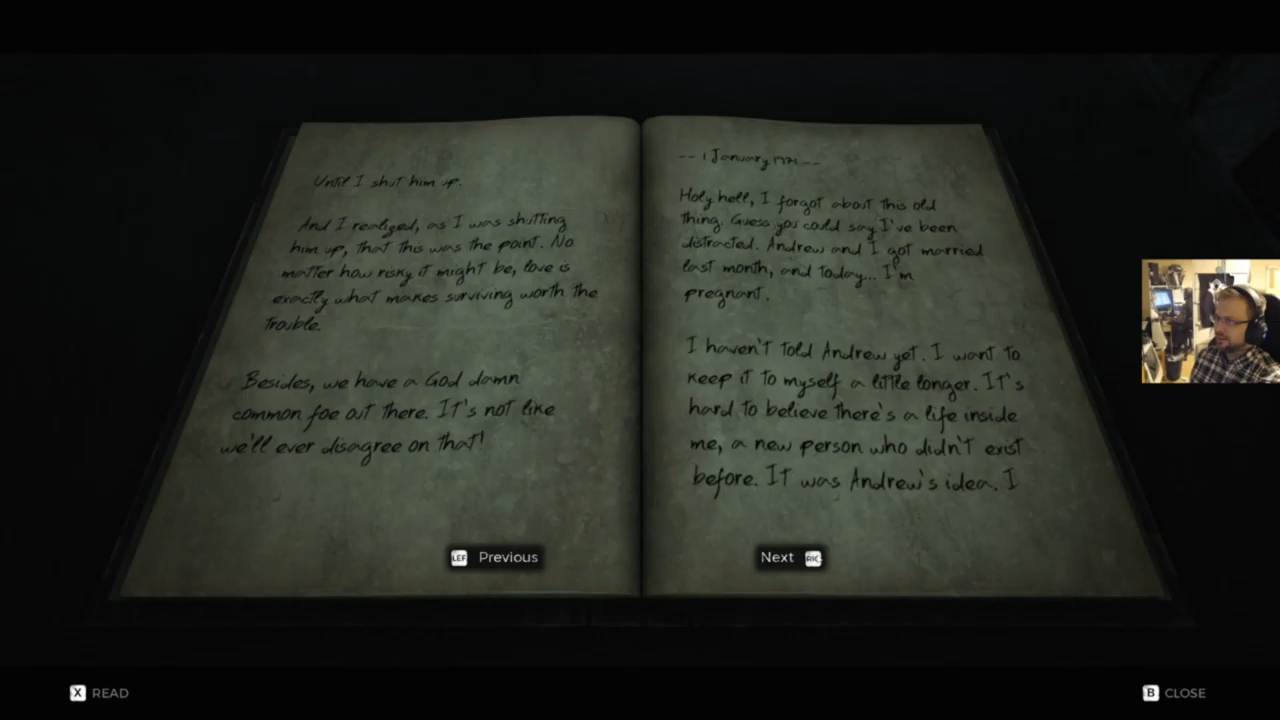 Until I shut him up.
And I realized, as I was shutting
him up, that this was the point. No
matter how risky it might be, love is
exactly what makes surviving worth the
trouble.
Besides, we have a God damn
common foe out there. It's not like
we'll ever disagree on that!
-- 1 January 1971 --
Holy hell, I forgot about this old
thing. Guess you could say I've been
distracted. Andrew and I got married
last month, and today... I'm
pregnant.
I haven't told Andrew yet. I want to
keep it to myself a little longer. It's
hard to believe there's a life inside
me, a new person who didn't exist
before. It was Andrew's idea. I
LEF Previous
Next RIG
X READ
B CLOSE